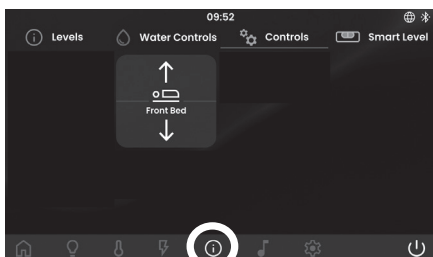 09:52
Levels
Water Controls
Controls
Smart Level
Front Bed